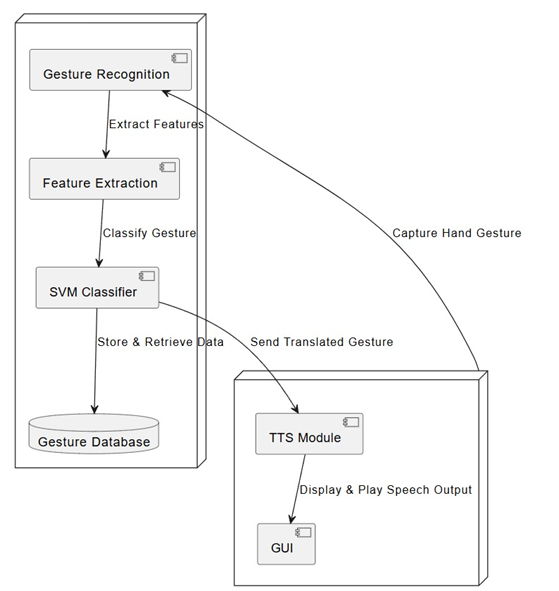 Gesture Recognition
Extract Features
Feature Extraction
Classify Gesture
Capture Hand Gesture
SVM Classifier
Store & Retrieve Data
Send Translated Gesture
Gesture Database
TTS Module
Display & Play Speech Output
GUI